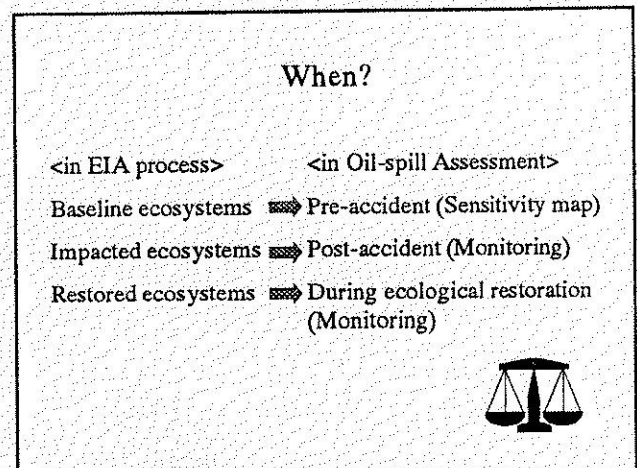 When?
<in EIA process> <in Oil-spill Assessment>
Baseline ecosystems Pre-accident (Sensitivity map)
Impacted ecosystems Post-accident (Monitoring)
Restored ecosystems During ecological restoration
(Monitoring)